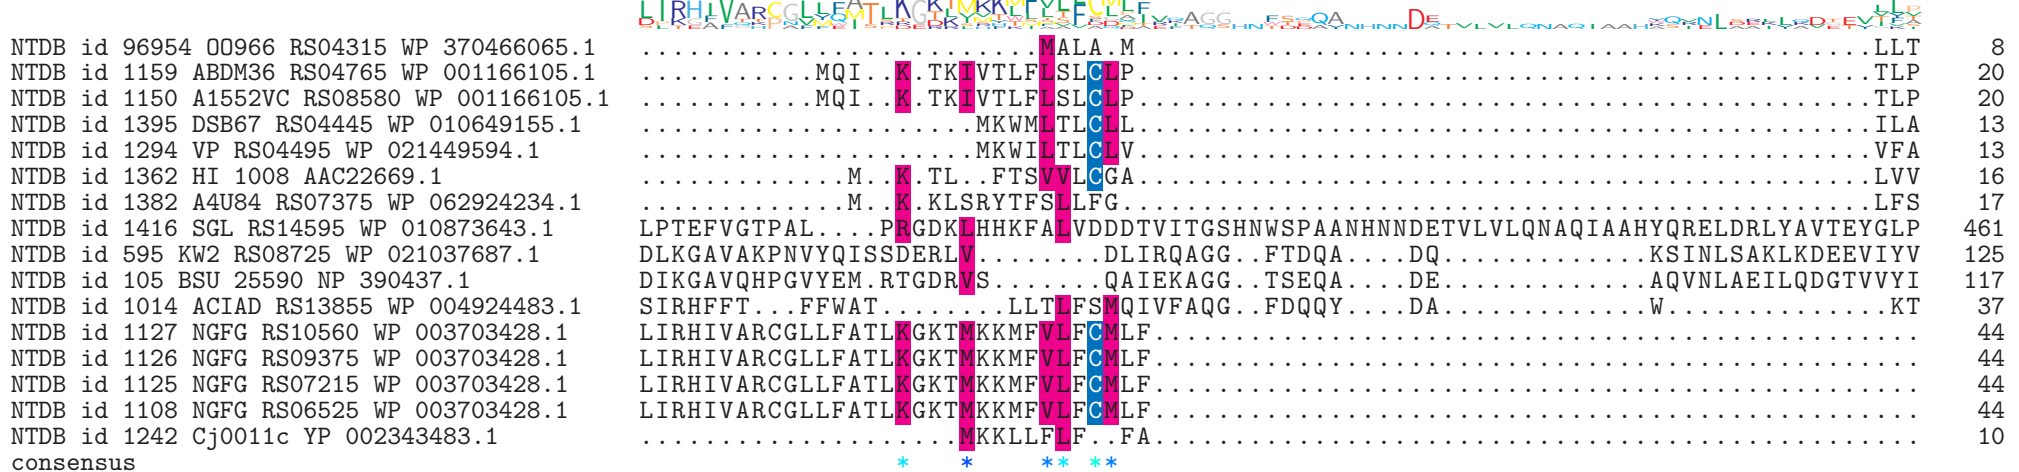 NTDB id 96954 OO966 RS04315 WP 370466065.1 .........................MALA.M..............................................LLT 8
NTDB id 1159 ABDM36 RS04765 WP 001166105.1 ...........MQI..K.TKIVTLFLSLCLP..............................................TLP 20
NTDB id 1150 A1552VC RS08580 WP 001166105.1 ...........MQI..K.TKIVTLFLSLCLP..............................................TLP 20
NTDB id 1395 DSB67 RS04445 WP 010649155.1 .....................MKWMLTLCLL..............................................ILA 13
NTDB id 1294 VP RS04495 WP 021449594.1 .....................MKWILTLCLV..............................................VFA 13
NTDB id 1362 HI 1008 AAC22669.1 .............M..K.TL..FTSVVLCGA..............................................LVV 16
NTDB id 1382 A4U84 RS07375 WP 062924234.1 .............M..K.KLSRYTFSLLFG...............................................LFS 17
NTDB id 1416 SGL RS14595 WP 010873643.1 LPTEFVGTPAL....PRGDKLHHKFALVDDDTVITGSHNWSPAANHNNDETVLVLQNAQIAAHYQRELDRLYAVTEYGLP 461
NTDB id 595 KW2 RS08725 WP 021037687.1 DLKGAVAKPNVYQISSDERLV........DLIRQAGG..FTDQA....DQ.............KSINLSAKLKDEEVIYV 125
NTDB id 105 BSU 25590 NP 390437.1 DIKGAVQHPGVYEM.RTGDRVS.......QAIEKAGG..TSEQA....DE.............AQVNLAEILQDGTVVYI 117
NTDB id 1014 ACIAD RS13855 WP 004924483.1 SIRHFFT...FFWAT........LLTLFSMQIVFAQG..FDQQY....DA.............W..............KT 37
NTDB id 1127 NGFG RS10560 WP 003703428.1 LIRHIVARCGLLFATLKGKTMKKMFVLFCMLF................................................ 44
NTDB id 1126 NGFG RS09375 WP 003703428.1 LIRHIVARCGLLFATLKGKTMKKMFVLFCMLF................................................ 44
NTDB id 1125 NGFG RS07215 WP 003703428.1 LIRHIVARCGLLFATLKGKTMKKMFVLFCMLF................................................ 44
NTDB id 1108 NGFG RS06525 WP 003703428.1 LIRHIVARCGLLFATLKGKTMKKMFVLFCMLF................................................ 44
NTDB id 1242 Cj0011c YP 002343483.1 ....................MKKLLFLF..FA................................................ 10
consensus * * * * * *